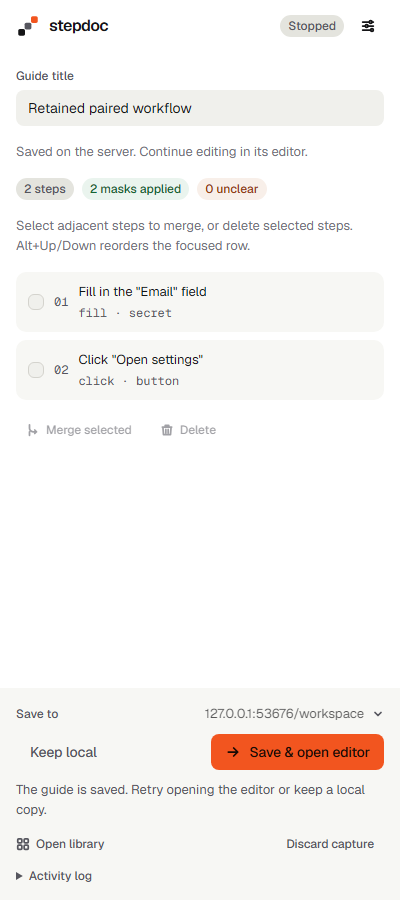 stepdoc
Stopped
Guide title
Retained paired workflow
Saved on the server. Continue editing in its editor.
2 steps 2 masks applied 0 unclear
Select adjacent steps to merge, or delete selected steps.
Alt+Up/Down reorders the focused row.
01 Fill in the "Email" field
fill · secret
02 Click "Open settings"
click · button
Merge selected Delete
Save to 127.0.0.1:53676/workspace
Keep local Save & open editor
The guide is saved. Retry opening the editor or keep a local
copy.
Open library Discard capture
Activity log